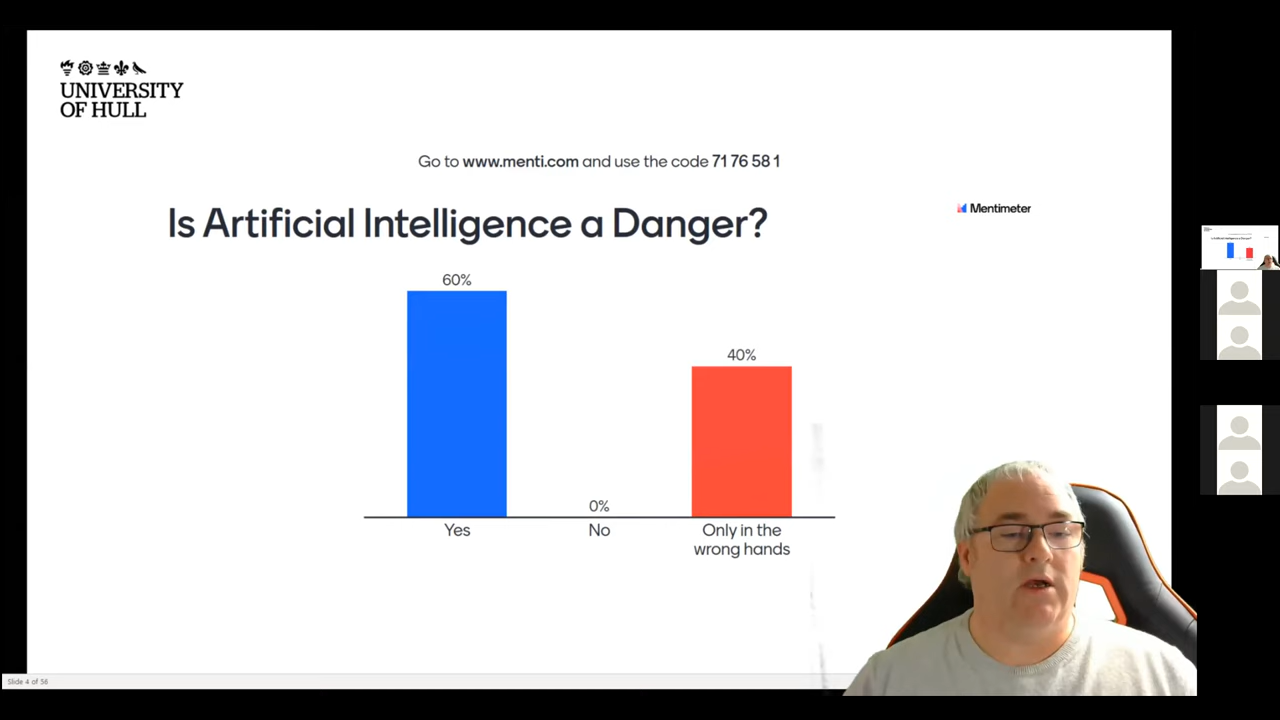 UNIVERSITY
OF HULL
Go to www.menti.com and use the code 71 76 58 1
Is Artificial Intelligence a Danger?
Mentimeter
60%
40%
0%
Yes
No
Only in the
wrong hands
Slide 4 of 56